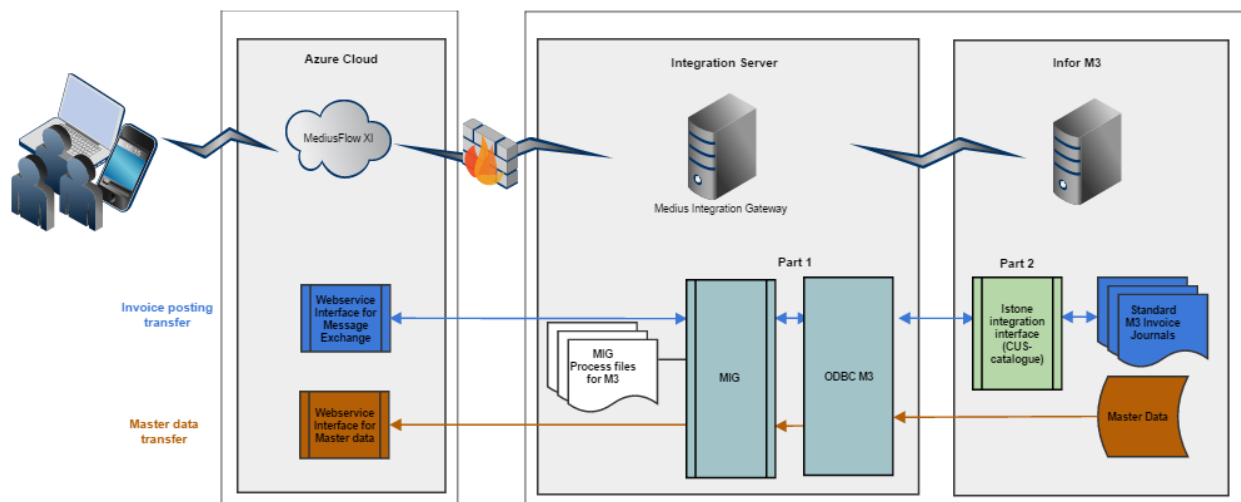 Azure Cloud
Integration Server
Infor M3
MediusFlow XI
Medius Integration Gateway
Part 1
Part 2
Invoice posting
transfer
Webservice
Interface for
Message
Exchange
MIG
Process files
for M3
MIG
ODBC M3
Istone
integration
interface
(CUS-
catalogue)
Standard
M3 Invoice
Journals
Master data
transfer
Webservice
Interface for
Master data
Master Data